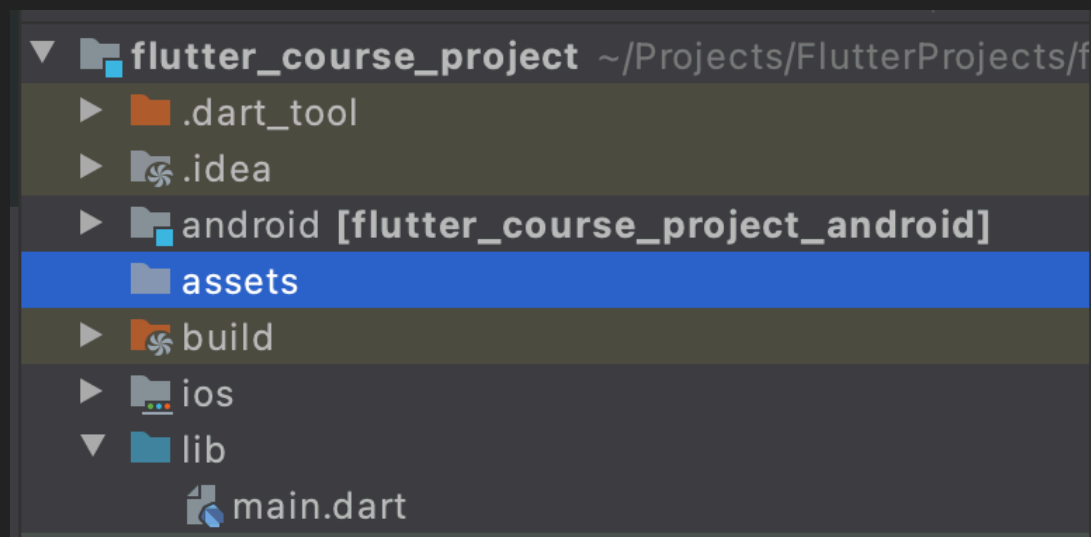 flutter_course_project ~/Projects/FlutterProjects/f
.dart_tool
.idea
android [flutter_course_project_android]
assets
build
ios
lib
main.dart